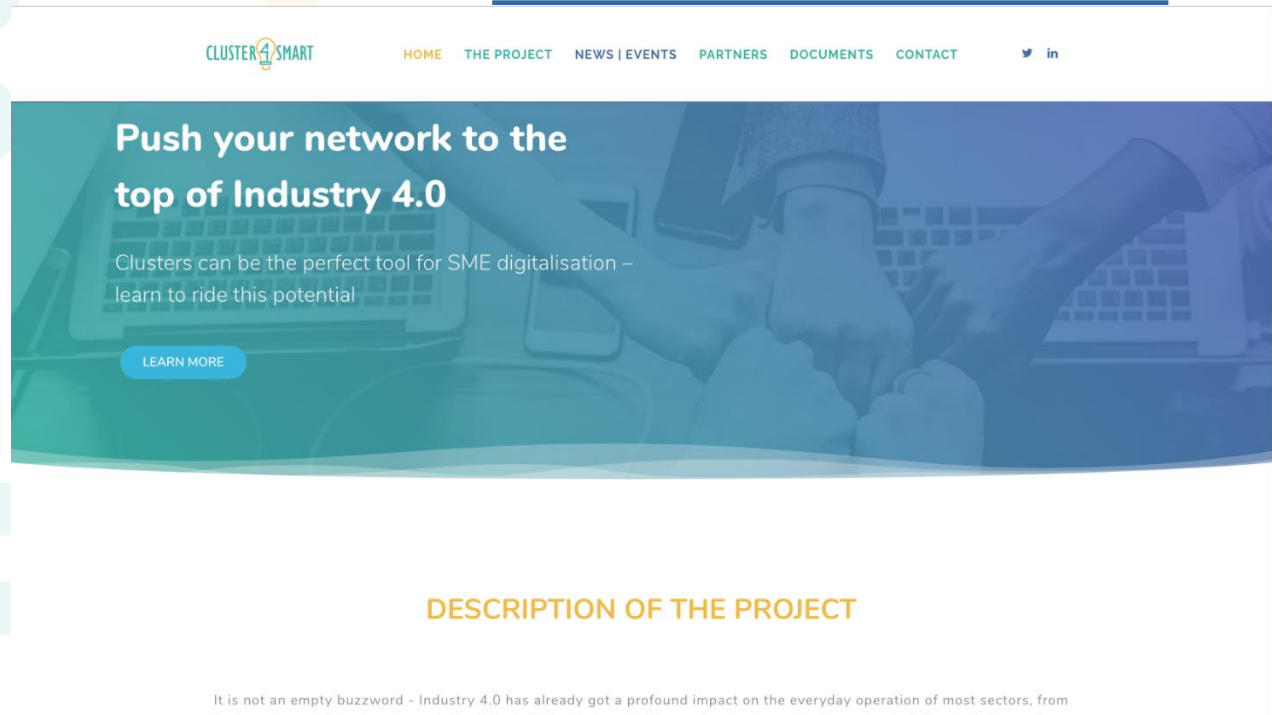 CLUSTER4SMART
HOME THE PROJECT NEWS | EVENTS PARTNERS DOCUMENTS CONTACT
Push your network to the
top of Industry 4.0
Clusters can be the perfect tool for SME digitalisation –
learn to ride this potential
LEARN MORE
DESCRIPTION OF THE PROJECT
It is not an empty buzzword - Industry 4.0 has already got a profound impact on the everyday operation of most sectors, from